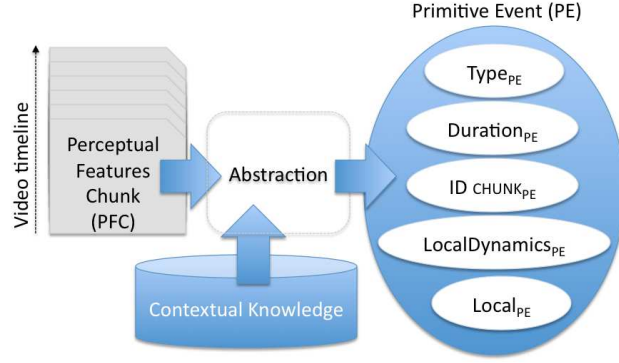 Primitive Event (PE)
Video timeline
Perceptual
Features
Chunk
(PFC)
Abstraction
Contextual Knowledge
TypePE
DurationPE
ID CHUNKPE
LocalDynamicsPE
LocalPE